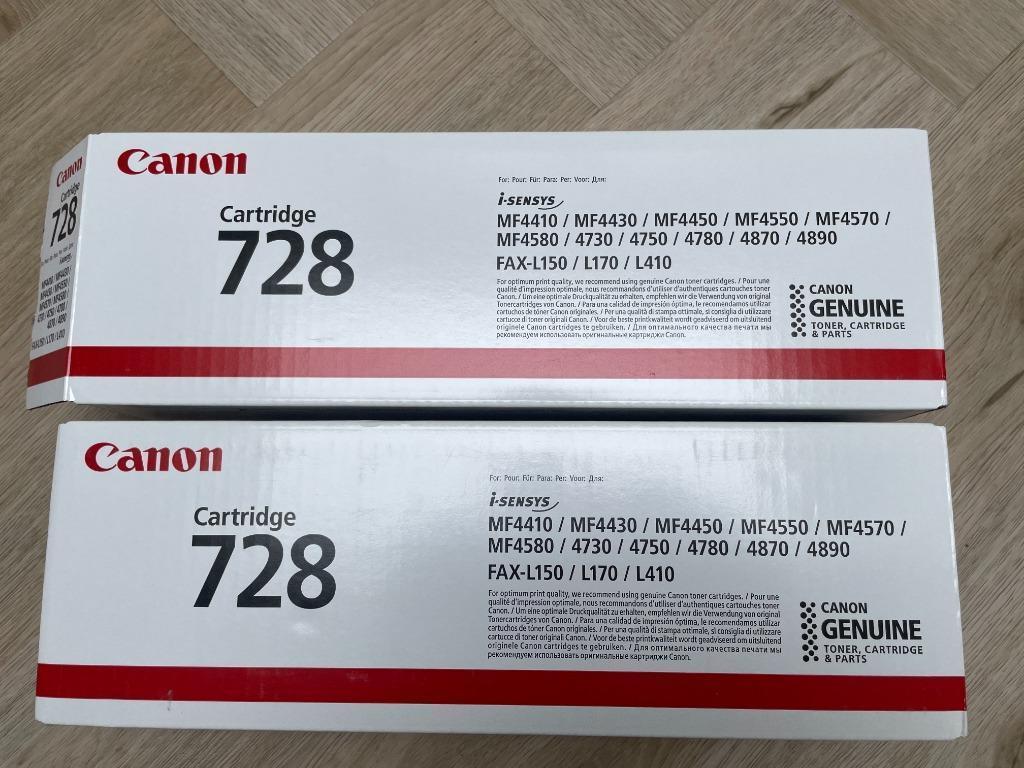 Canon
Cartridge
728
For: Pour: Für: Para: Per: Voor: Для:
i-SENSYS
MF4410 / MF4430 / MF4450 / MF4550 / MF4570 /
MF4580 / 4730 / 4750 / 4780 / 4870 / 4890
FAX-L150 / L170 / L410
For optimum print quality, we recommend using genuine Canon toner cartridges. / Pour une
qualité d'impression optimale, nous recommandons d'utiliser d'authentiques cartouches toner
Canon. / Um eine optimale Druckqualität zu erhalten, empfehlen wir die Verwendung von original
Tonercartridges von Canon. / Para una calidad de impresión óptima, le recomendamos utilizar
cartuchos de tóner Canon originales. / Per una qualità di stampa ottimale, si consiglia di utilizzare
cartucce di toner originali Canon. / Voor de beste printkwaliteit wordt geadviseerd om uitsluitend
originele Canon cartridges te gebruiken. / Для оптимального качества печати мы
рекомендуем использовать оригинальные картриджи Canon.
CANON
GENUINE
TONER, CARTRIDGE
& PARTS
Canon
Cartridge
728
MF4410 / MF4430 /
FAX-L150 / L170 / L410
Canon
Cartridge
728
For: Pour: Für: Para: Per: Voor: Для:
i-SENSYS
MF4410 / MF4430 / MF4450 / MF4550 / MF4570 /
MF4580 / 4730 / 4750 / 4780 / 4870 / 4890
FAX-L150 / L170 / L410
For optimum print quality, we recommend using genuine Canon toner cartridges. / Pour une
qualité d'impression optimale, nous recommandons d'utiliser d'authentiques cartouches toner
Canon. / Um eine optimale Druckqualität zu erhalten, empfehlen wir die Verwendung von original
Tonercartridges von Canon. / Para una calidad de impresión óptima, le recomendamos utilizar
cartuchos de tóner Canon originales. / Per una qualità di stampa ottimale, si consiglia di utilizzare
cartucce di toner originali Canon. / Voor de beste printkwaliteit wordt geadviseerd om uitsluitend
originele Canon cartridges te gebruiken. / Для оптимального качества печати мы
рекомендуем использовать оригинальные картриджи Canon.
CANON
GENUINE
TONER, CARTRIDGE
& PARTS